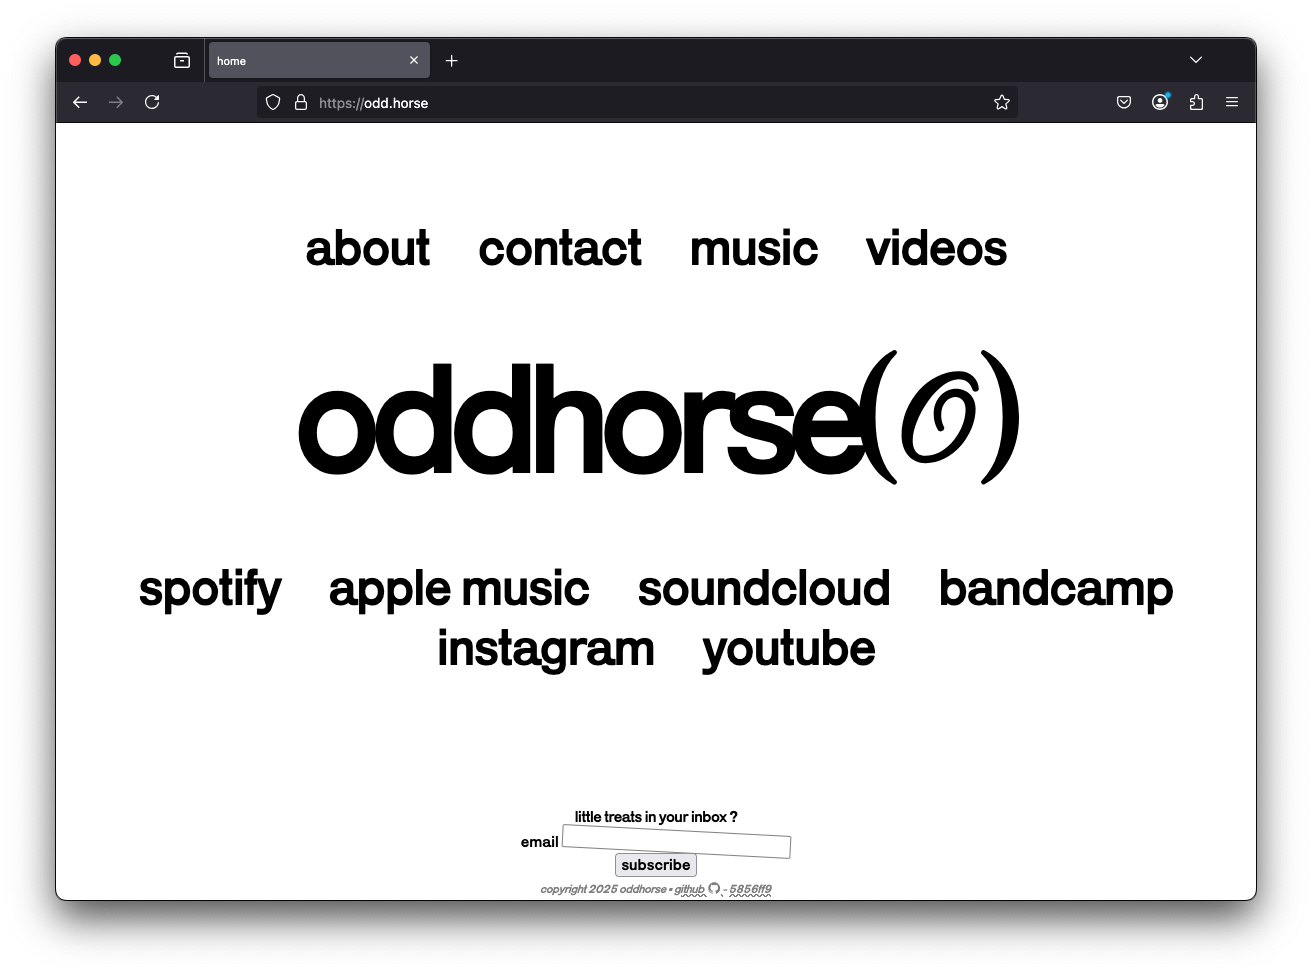 home
https://odd.horse
about contact music videos
oddhorse(O)
spotify apple music soundcloud bandcamp
instagram youtube
little treats in your inbox ?
email
subscribe
copyright 2025 oddhorse • github - 5856ff9